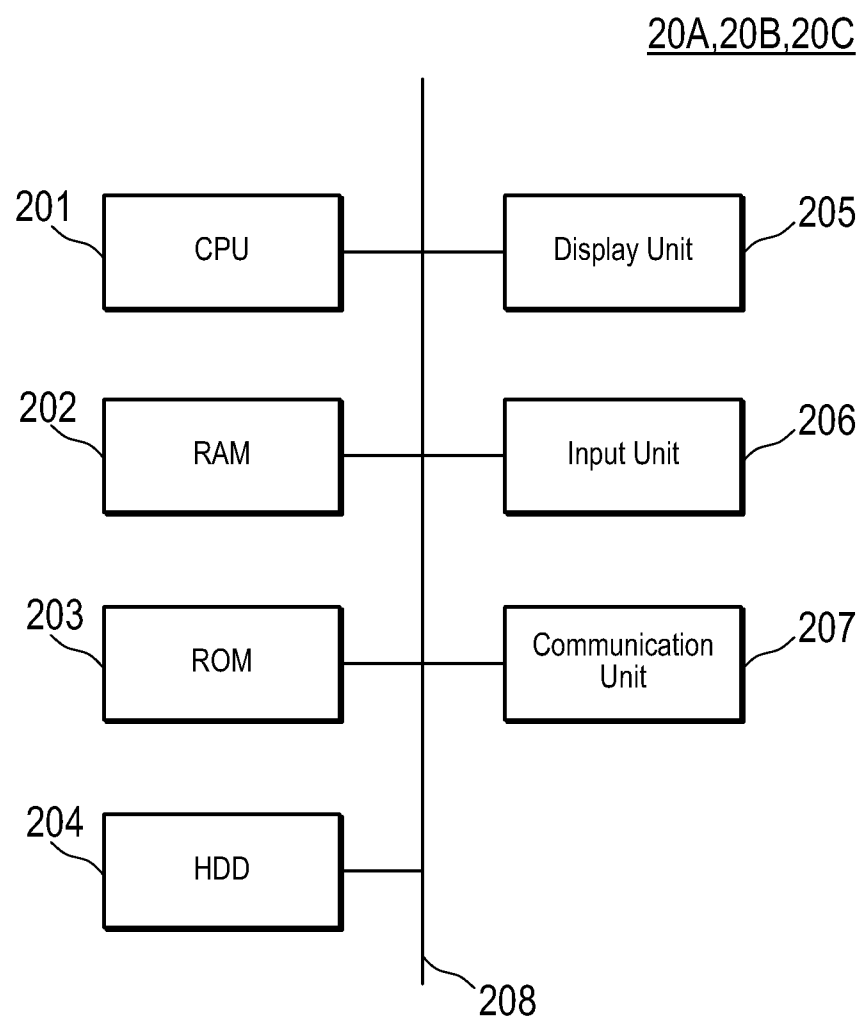 20A,20B,20C
201
CPU
Display Unit
205
202
RAM
Input Unit
206
203
ROM
Communication
Unit
207
204
HDD
208